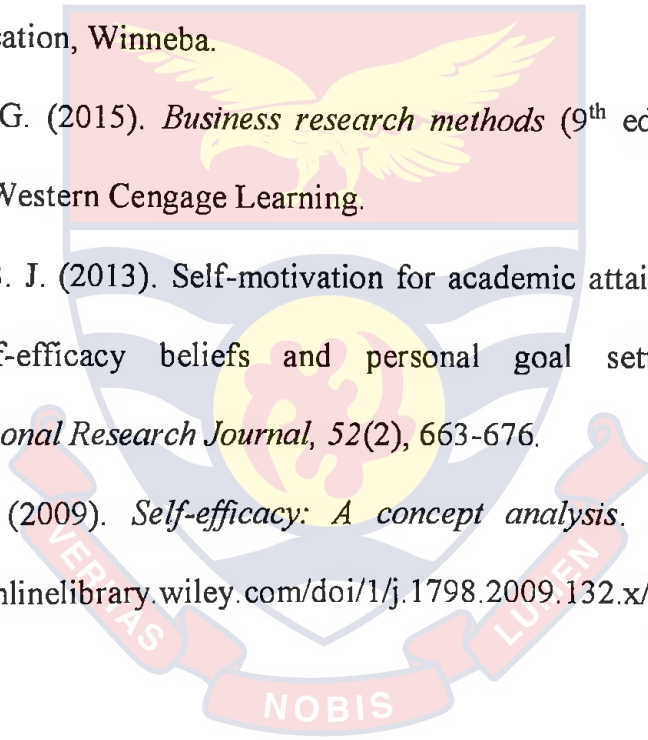 cation, Winneba.
G. (2015). Business research methods (9th ed
Western Cengage Learning.
. J. (2013). Self-motivation for academic attai
f-efficacy beliefs and personal goal sett
onal Research Journal, 52(2), 663-676.
(2009). Self-efficacy: A concept analysis.
nlinelibrary.wiley.com/doi/1/j.1798.2009.132.x/
VERITAS
NOBIS
LUMEN